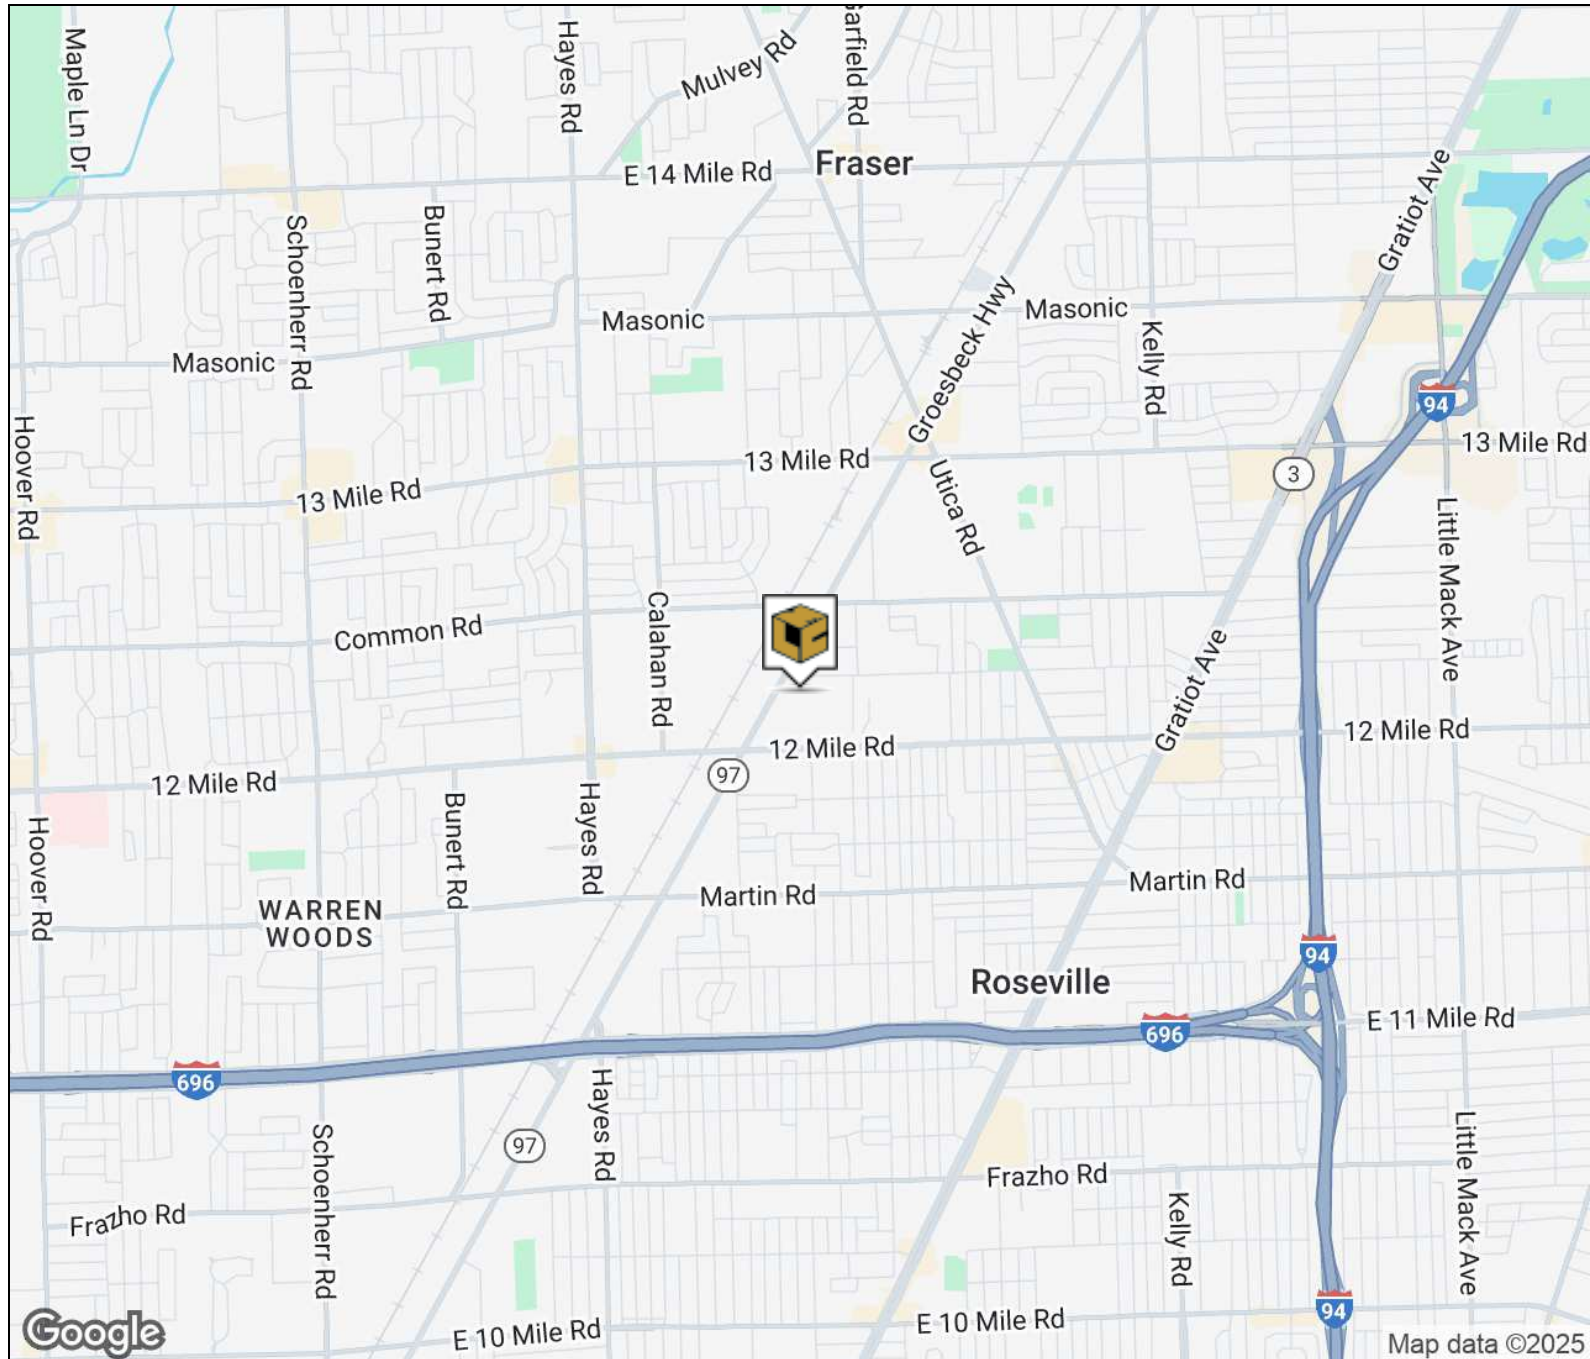 Maple Ln Dr
Hayes Rd
Mulvey Rd
Garfield Rd
E 14 Mile Rd
Fraser
Gratiot Ave
Schoenherr Rd
Bunert Rd
Masonic
Masonic
Masonic
Groesbeck Hwy
Kelly Rd
94
Hoover Rd
13 Mile Rd
13 Mile Rd
13 Mile Rd
3
Utica Rd
Little Mack Ave
Common Rd
Calahan Rd
Gratiot Ave
12 Mile Rd
12 Mile Rd
12 Mile Rd
97
Hoover Rd
Bunert Rd
Hayes Rd
Martin Rd
Martin Rd
WARREN
WOODS
94
Roseville
696
E 11 Mile Rd
696
Hayes Rd
97
Schoenherr Rd
Frazho Rd
Frazho Rd
Kelly Rd
Little Mack Ave
E 10 Mile Rd
E 10 Mile Rd
94
Google
Map data ©2025